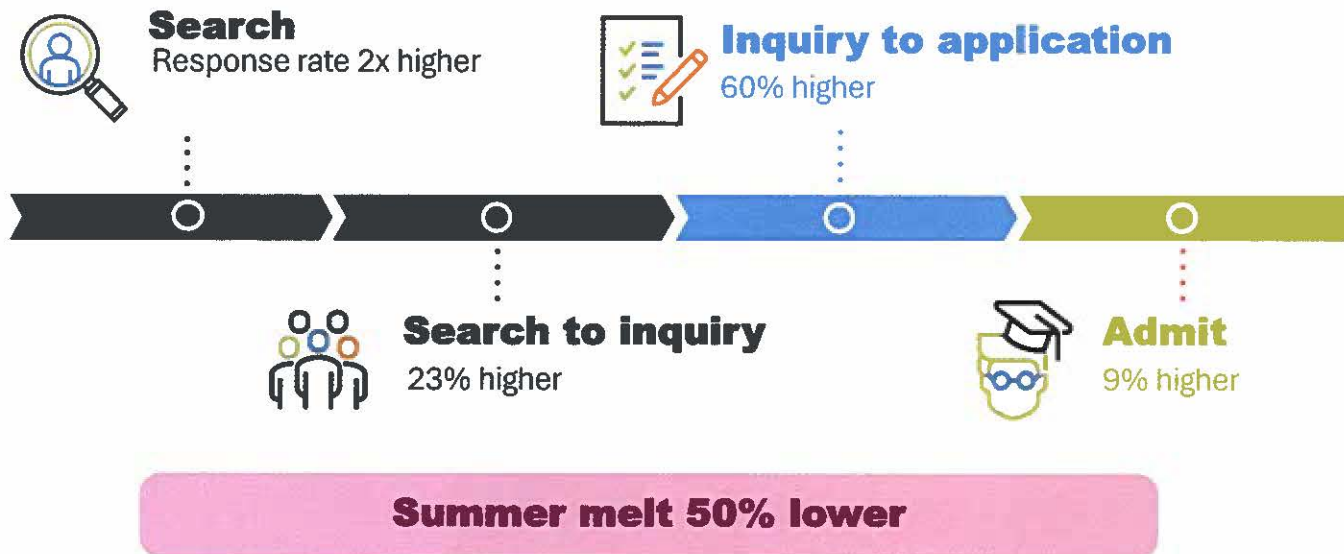 Search
Response rate 2x higher
Inquiry to application
60% higher
Search to inquiry
23% higher
Admit
9% higher
Summer melt 50% lower